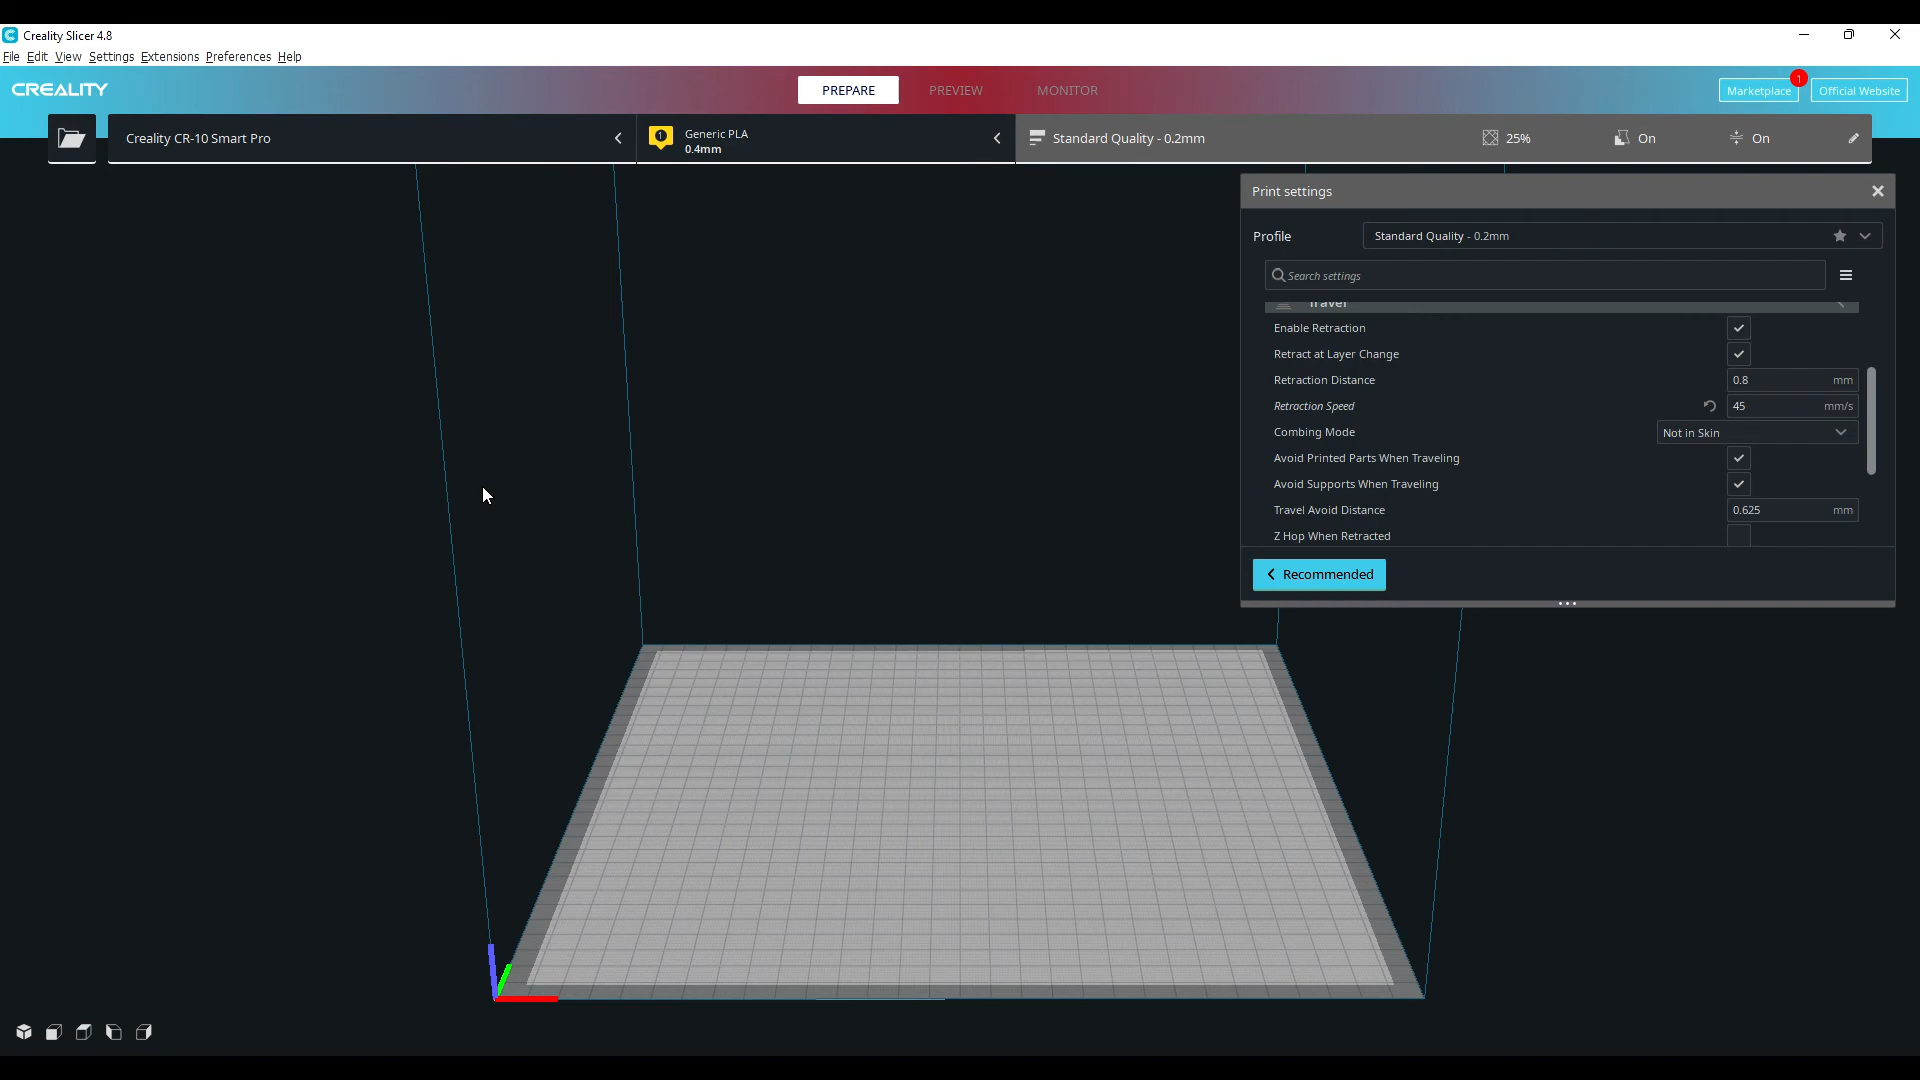 Creality Slicer 4.8
File Edit View Settings Extensions Preferences Help
CREALITY
PREPARE PREVIEW MONITOR
Marketplace 1 Official Website
Creality CR-10 Smart Pro
1 Generic PLA
0.4mm
Standard Quality - 0.2mm 25% On On
Print settings
Profile Standard Quality - 0.2mm
Search settings
Travel
Enable Retraction
Retract at Layer Change
Retraction Distance 0.8 mm
Retraction Speed 45 mm/s
Combing Mode Not in Skin
Avoid Printed Parts When Traveling
Avoid Supports When Traveling
Travel Avoid Distance 0.625 mm
Z Hop When Retracted
Recommended